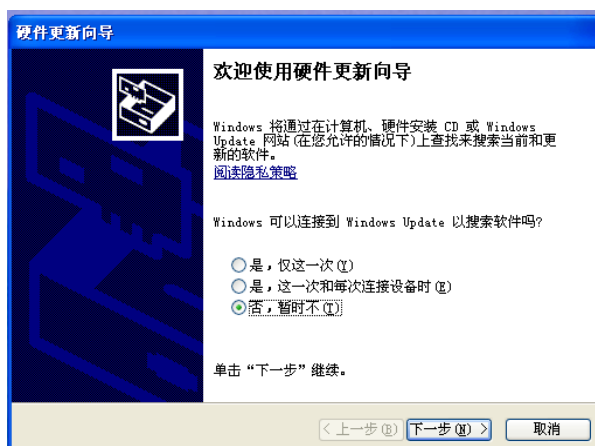 硬件更新向导
欢迎使用硬件更新向导
Windows 将通过在计算机、硬件安装 CD 或 Windows
Update 网站(在您允许的情况下)上查找来搜索当前和更
新的软件。
阅读隐私策略
Windows 可以连接到 Windows Update 以搜索软件吗?
是，仅这一次(Y)
是，这一次和每次连接设备时(E)
否，暂时不(T)
单击“下一步”继续。
< 上一步(B) 下一步(N) > 取消